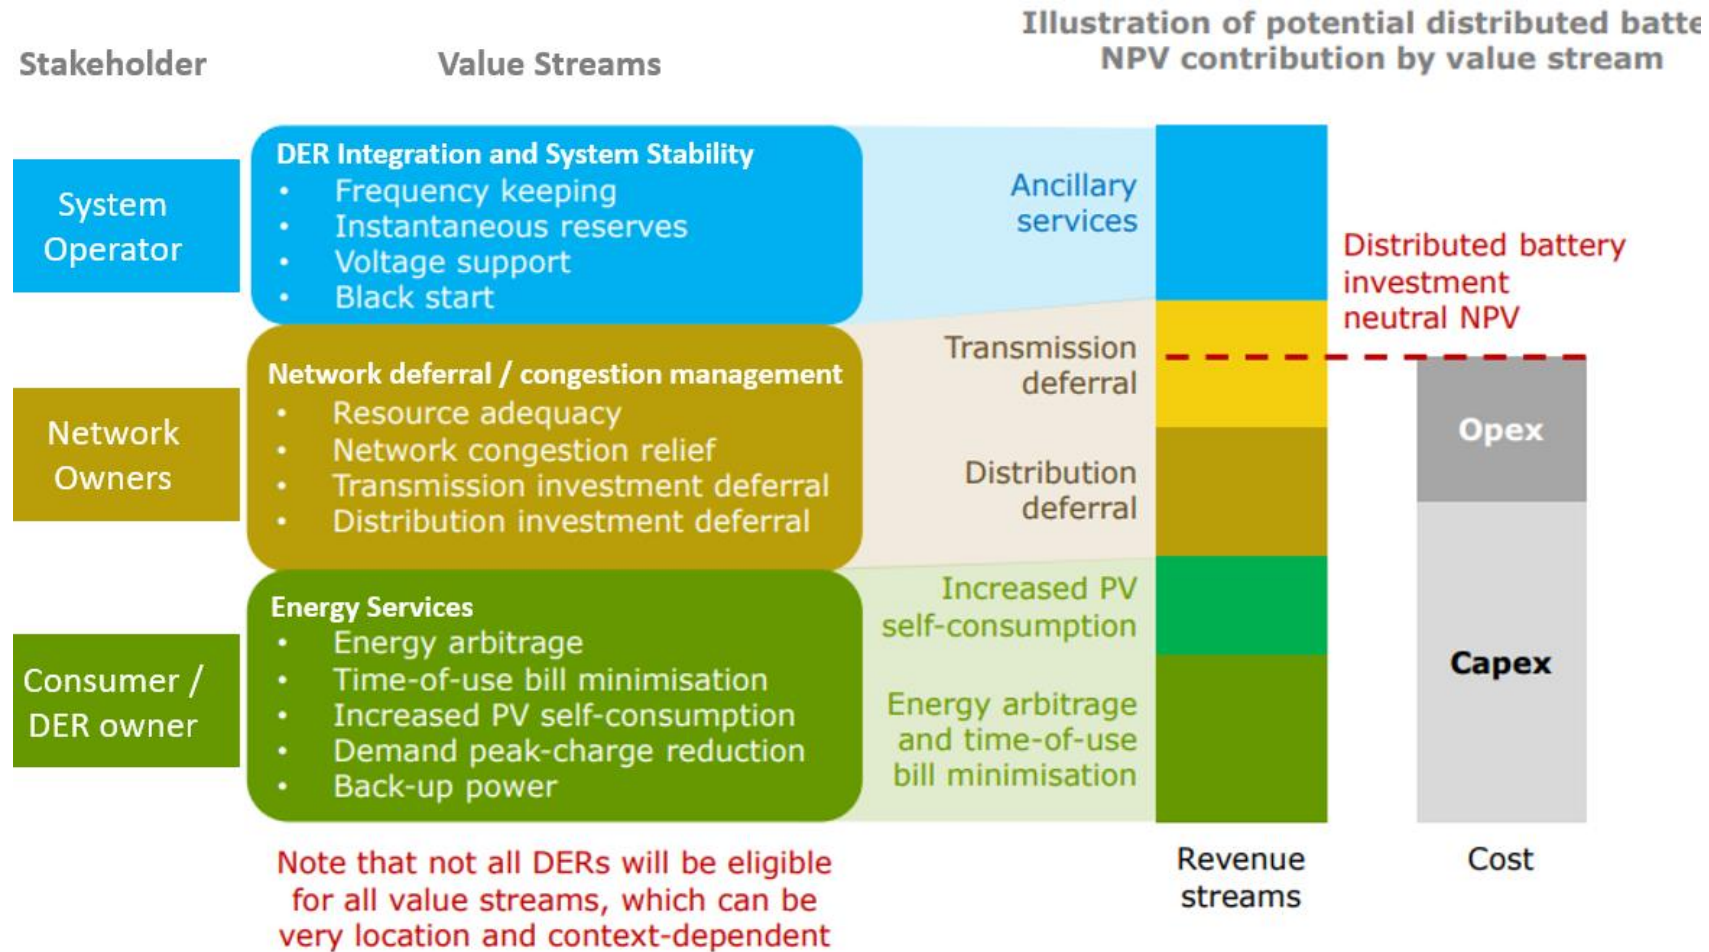 Illustration of potential distributed batte
NPV contribution by value stream
Stakeholder
Value Streams
System
Operator
DER Integration and System Stability
• Frequency keeping
• Instantaneous reserves
• Voltage support
• Black start
Ancillary
services
Distributed battery
investment
neutral NPV
Network
Owners
Network deferral / congestion management
• Resource adequacy
• Network congestion relief
• Transmission investment deferral
• Distribution investment deferral
Transmission
deferral
Distribution
deferral
Opex
Consumer /
DER owner
Energy Services
• Energy arbitrage
• Time-of-use bill minimisation
• Increased PV self-consumption
• Demand peak-charge reduction
• Back-up power
Increased PV
self-consumption
Energy arbitrage
and time-of-use
bill minimisation
Capex
Revenue
streams
Cost
Note that not all DERs will be eligible
for all value streams, which can be
very location and context-dependent